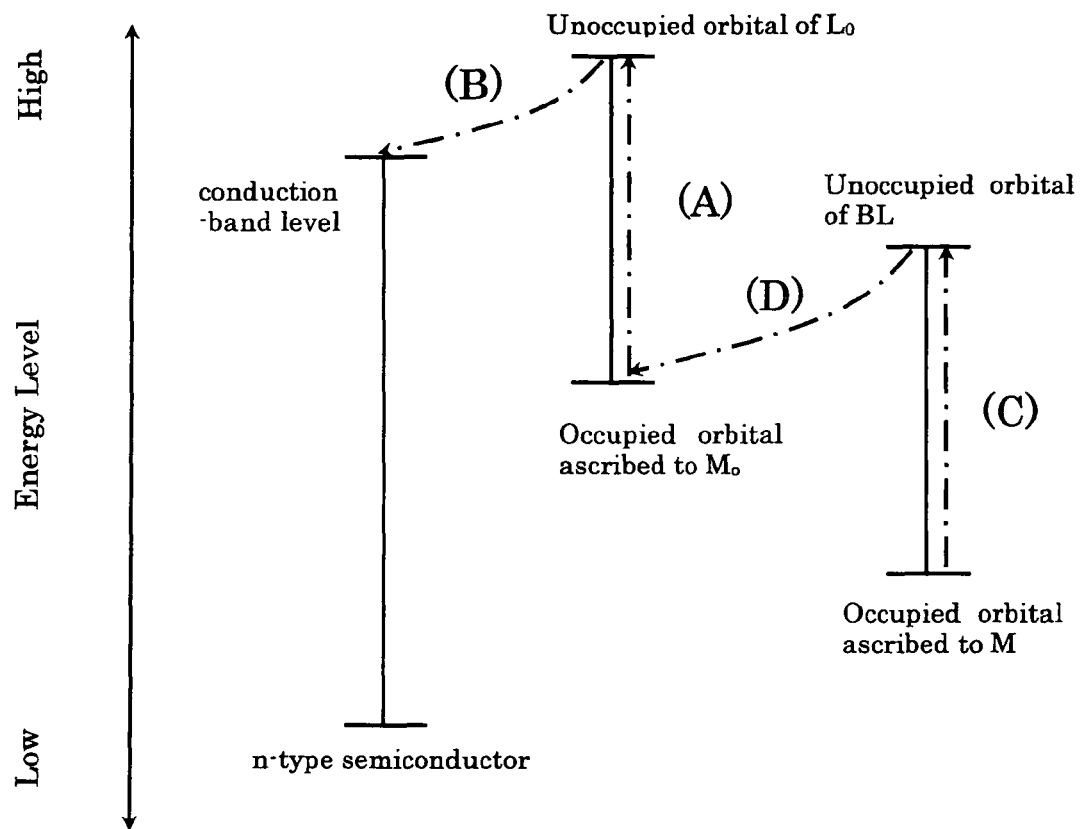 Unoccupied orbital of L₀
High
(B)
conduction
-band level
(A)
Unoccupied orbital
of BL
(D)
Energy Level
Occupied orbital
ascribed to Mₒ
(C)
Occupied orbital
ascribed to M
Low
n-type semiconductor